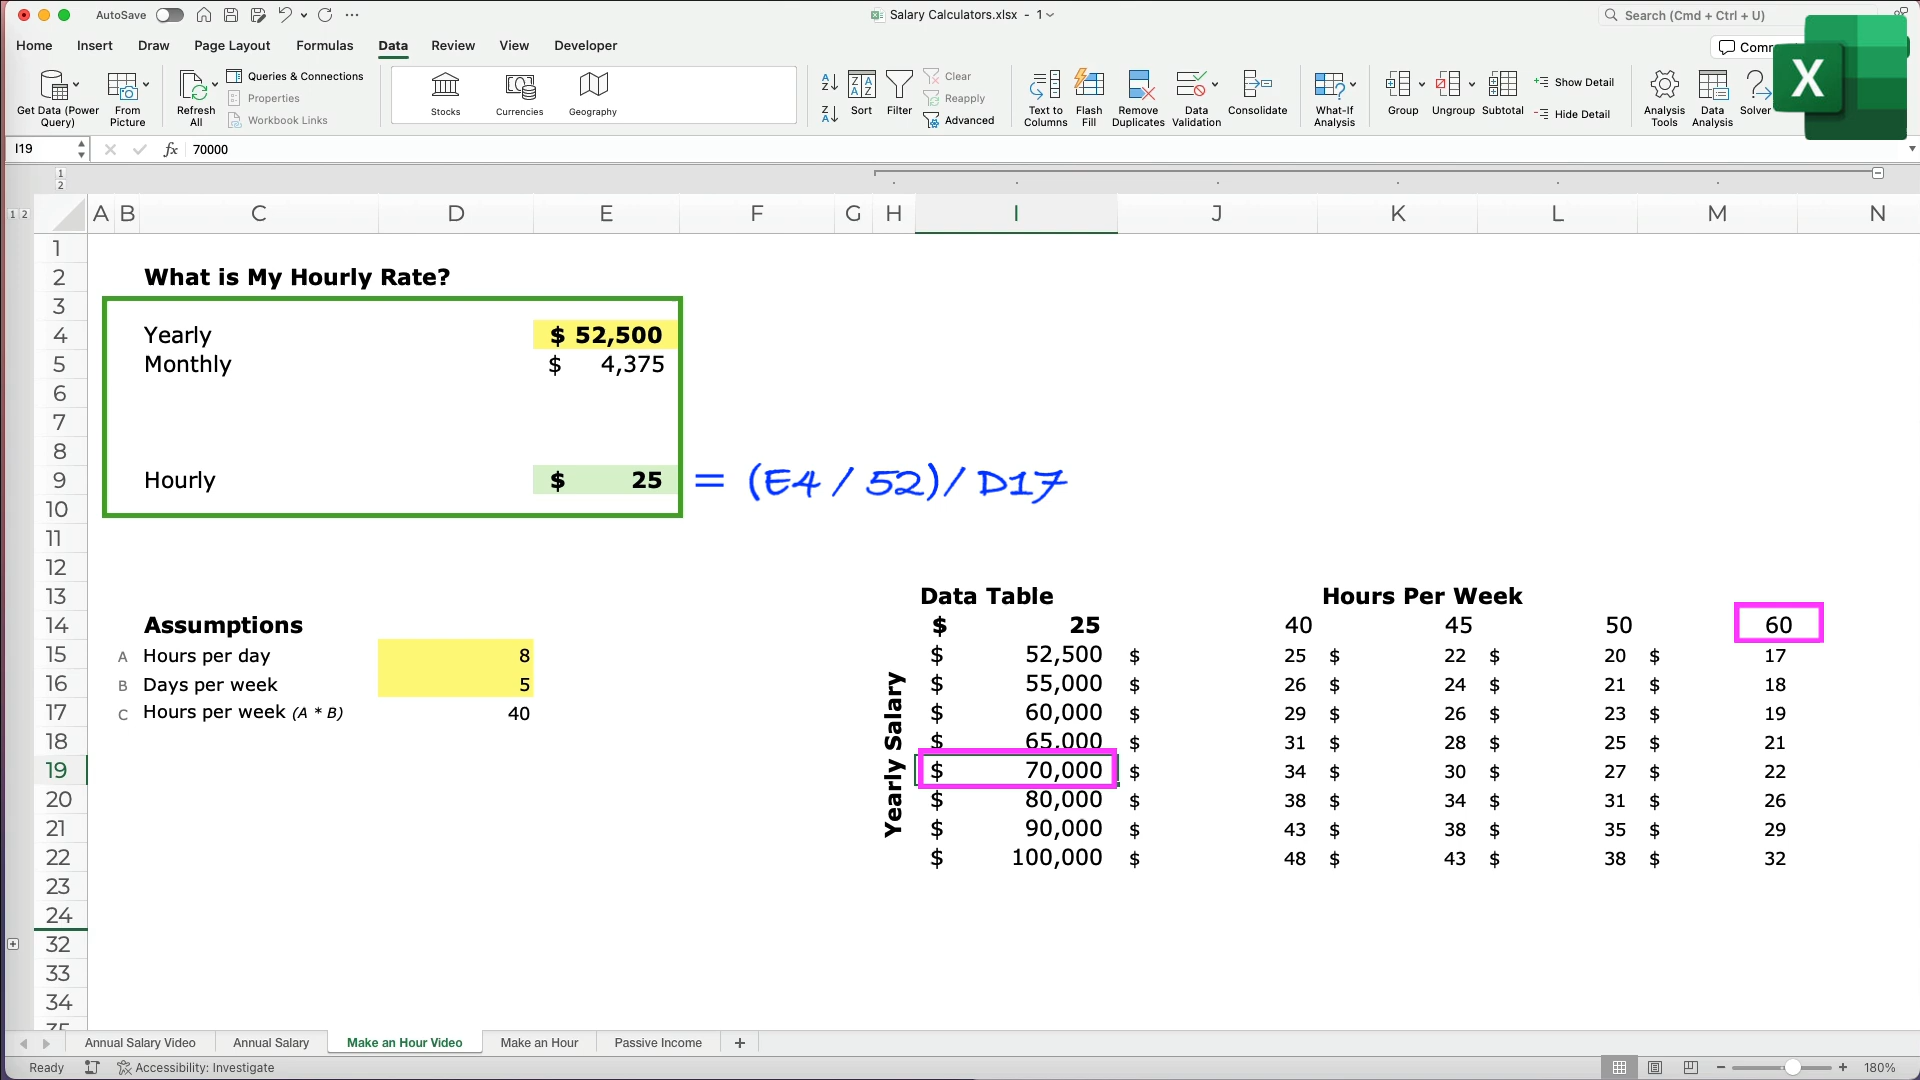 AutoSave
Salary Calculators.xlsx - 1
Search (Cmd + Ctrl + U)
Home Insert Draw Page Layout Formulas Data Review View Developer
X
Get Data (Power Query)
From Picture
Refresh All
Queries & Connections
Properties
Workbook Links
Stocks
Currencies
Geography
Sort
Filter
Clear
Reapply
Advanced
Text to Columns
Flash Fill
Remove Duplicates
Data Validation
Consolidate
What-If Analysis
Group
Ungroup
Subtotal
Show Detail
Hide Detail
Analysis Tools
Data Analysis
Solver
I19 fx 70000
1
2
1 2
A B C D E F G H I J K L M N
1
2 What is My Hourly Rate?
3
4 Yearly $ 52,500
5 Monthly $ 4,375
6
7
8
9 Hourly $ 25 = (E4 / 52) / D17
10
11
12
13 Data Table Hours Per Week
14 Assumptions $ 25 40 45 50 60
15 A Hours per day 8 $ 52,500 $ 25 $ 22 $ 20 $ 17
16 B Days per week 5 $ 55,000 $ 26 $ 24 $ 21 $ 18
17 C Hours per week (A * B) 40 $ 60,000 $ 29 $ 26 $ 23 $ 19
18 $ 65,000 $ 31 $ 28 $ 25 $ 21
19 $ 70,000 $ 34 $ 30 $ 27 $ 22
20 $ 80,000 $ 38 $ 34 $ 31 $ 26
21 $ 90,000 $ 43 $ 38 $ 35 $ 29
22 $ 100,000 $ 48 $ 43 $ 38 $ 32
Yearly Salary
23
24
32
33
34
Annual Salary Video Annual Salary Make an Hour Video Make an Hour Passive Income +
Ready Accessibility: Investigate 180%